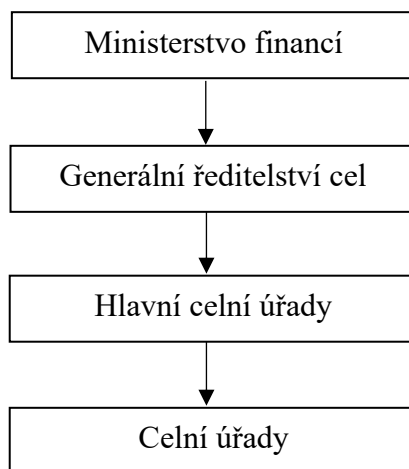 Ministerstvo financí
Generální ředitelství cel
Hlavní celní úřady
Celní úřady